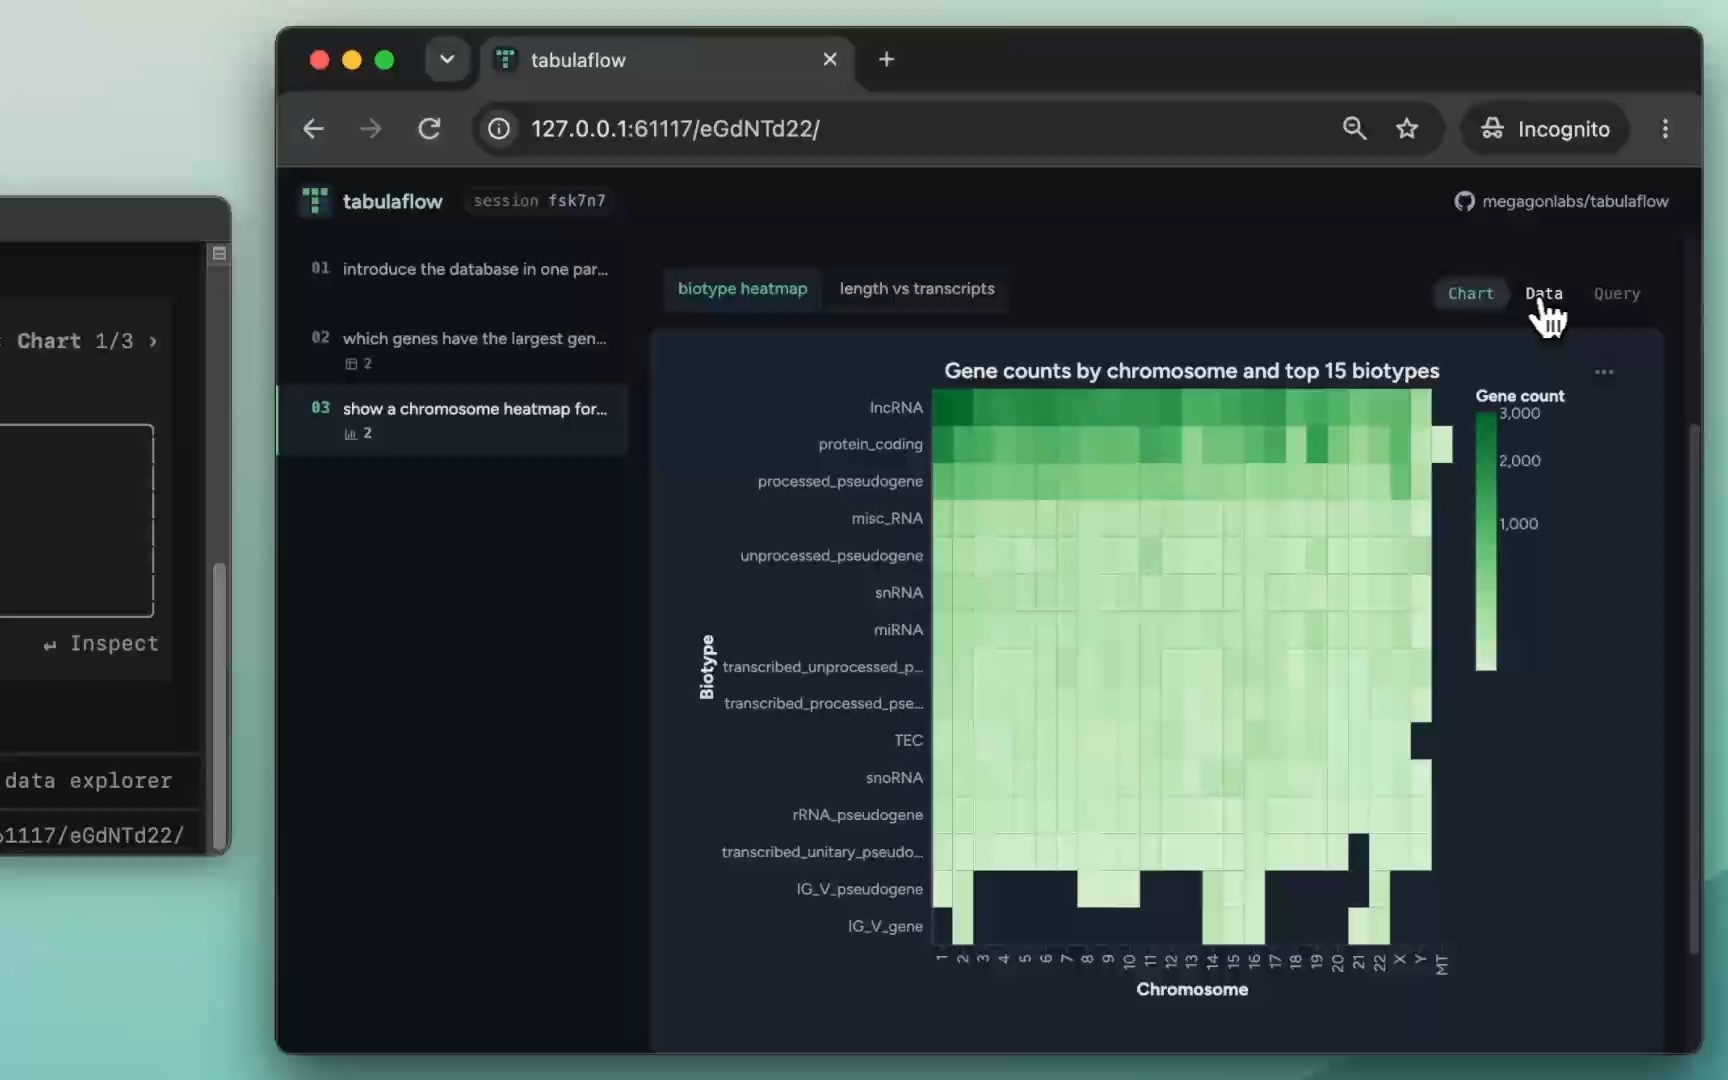 tabulaflow
127.0.0.1:61117/eGdNTd22/
Incognito
tabulaflow
session fsk7n7
megagonlabs/tabulaflow
01 introduce the database in one par...
02 which genes have the largest gen...
2
03 show a chromosome heatmap for...
2
biotype heatmap
length vs transcripts
Chart
Data
Query
Chart 1/3 ›
↵ Inspect
data explorer
1117/eGdNTd22/
Gene counts by chromosome and top 15 biotypes
Gene count
3,000
2,000
1,000
Biotype
lncRNA
protein_coding
processed_pseudogene
misc_RNA
unprocessed_pseudogene
snRNA
miRNA
transcribed_unprocessed_p...
transcribed_processed_pse...
TEC
snoRNA
rRNA_pseudogene
transcribed_unitary_pseudo...
IG_V_pseudogene
IG_V_gene
1 2 3 4 5 6 7 8 9 10 11 12 13 14 15 16 17 18 19 20 21 22 X Y MT
Chromosome